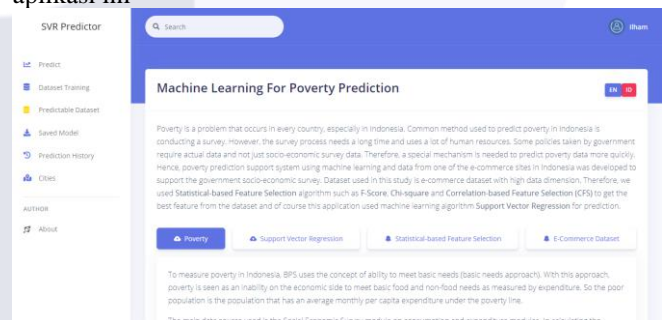 aplikasi ini
SVR Predictor
Search
Ilham
Predict
Dataset Training
Predictable Dataset
Saved Model
Prediction History
Cities
AUTHOR
About
Machine Learning For Poverty Prediction
EN ID
Poverty is a problem that occurs in every country, especially in Indonesia. Common method used to predict poverty in Indonesia is
conducting a survey. However, the survey process needs a long time and uses a lot of human resources. Some policies taken by government
require actual data and not just socio-economic survey data. Therefore, a special mechanism is needed to predict poverty data more quickly.
Hence, poverty prediction support system using machine learning and data from one of the e-commerce sites in Indonesia was developed to
support the government socio-economic survey. Dataset used in this study is e-commerce dataset with high data dimension. Therefore, we
used Statistical-based Feature Selection algorithm such as F-Score, Chi-square and Correlation-based Feature Selection (CFS) to get the
best feature from the dataset and of course this application used machine learning algorithm Support Vector Regression for prediction.
Poverty
Support Vector Regression
Statistical-based Feature Selection
E-Commerce Dataset
To measure poverty in Indonesia, BPS uses the concept of ability to meet basic needs (basic needs approach). With this approach,
poverty is seen as an inability on the economic side to meet basic food and non-food needs as measured by expenditure. So the poor
population is the population that has an average monthly per capita expenditure under the poverty line.